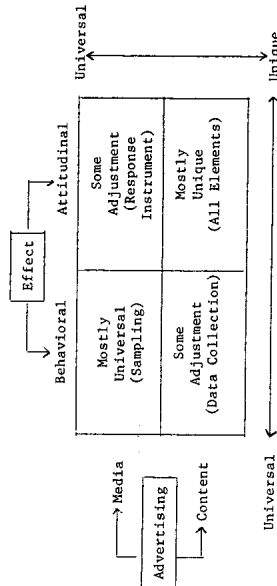 Effect
Behavioral
Attitudinal
Universal
Media
Mostly
Universal
(Sampling)
Some
Adjustment
(Response
Instrument)
Advertising
Content
Some
Adjustment
(Data Collection)
Mostly
Unique
(All Elements)
Universal
Unique